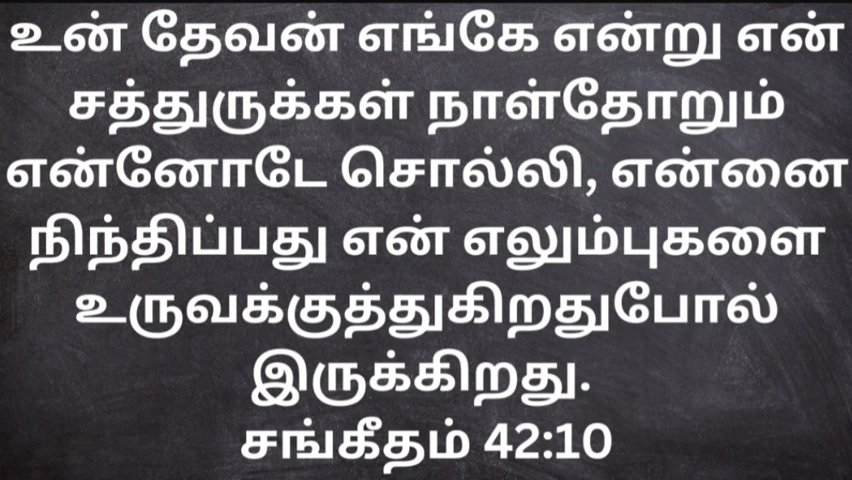 உன் தேவன் எங்கே என்று என்
சத்துருக்கள் நாள்தோறும்
என்னோடே சொல்லி, என்னை
நிந்திப்பது என் எலும்புகளை
உருவக்குத்துகிறதுபோல்
இருக்கிறது.
சங்கீதம் 42:10